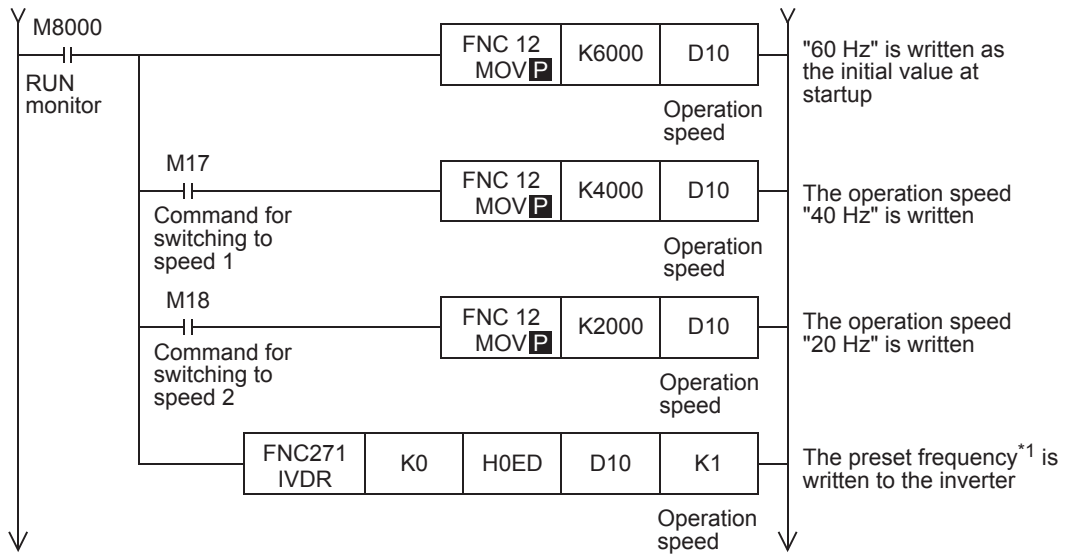 M8000
RUN
monitor
FNC 12
MOV P
K6000
D10
"60 Hz" is written as
the initial value at
startup
Operation
speed
M17
Command for
switching to
speed 1
FNC 12
MOV P
K4000
D10
The operation speed
"40 Hz" is written
Operation
speed
M18
Command for
switching to
speed 2
FNC 12
MOV P
K2000
D10
The operation speed
"20 Hz" is written
Operation
speed
FNC271
IVDR
K0
H0ED
D10
K1
The preset frequency*1 is
written to the inverter
Operation
speed